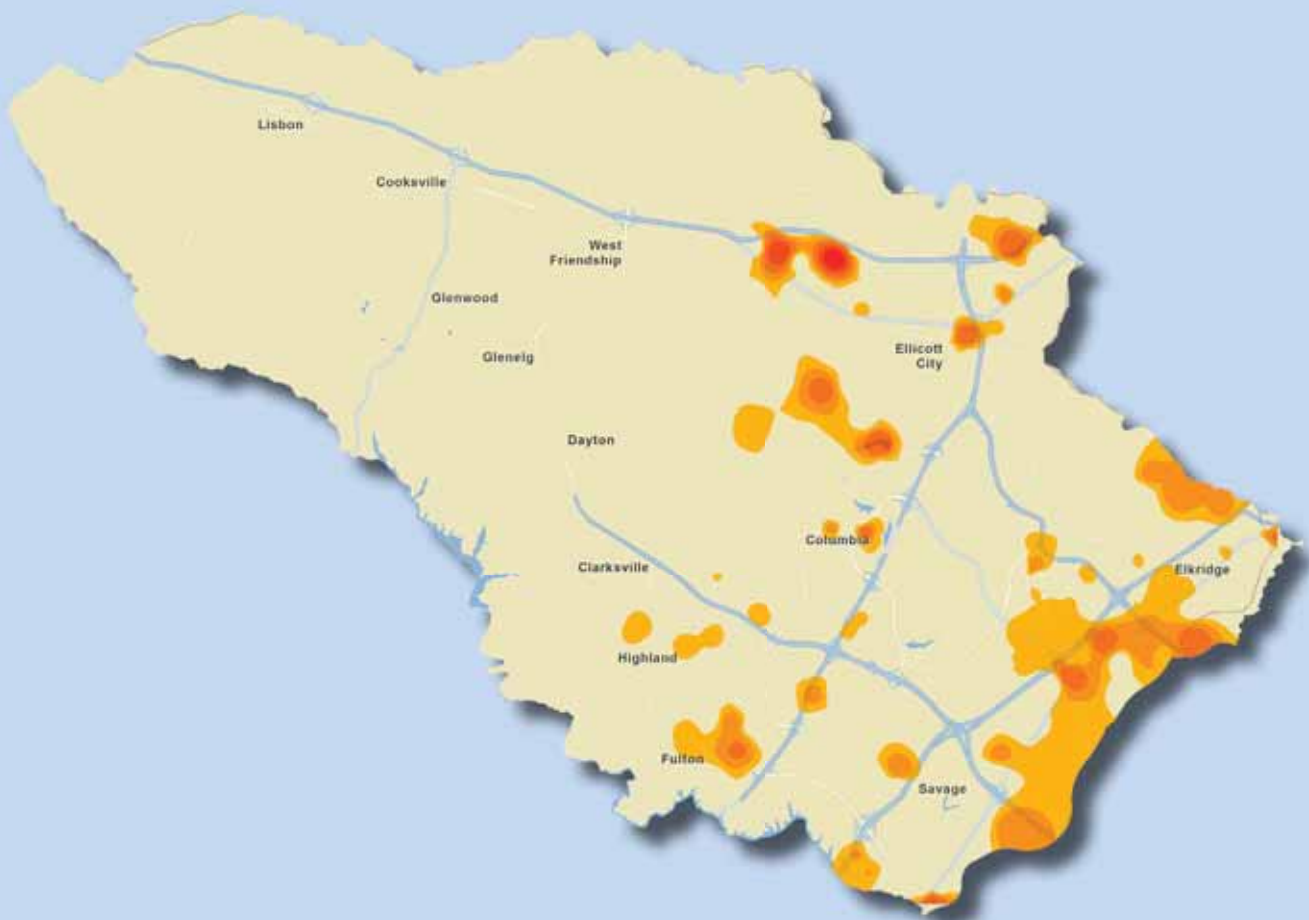 Lisbon
Cooksville
West
Friendship
Glenwood
Glenelg
Ellicott
City
Dayton
Columbia
Clarksville
Elkridge
Highland
Fulton
Savage